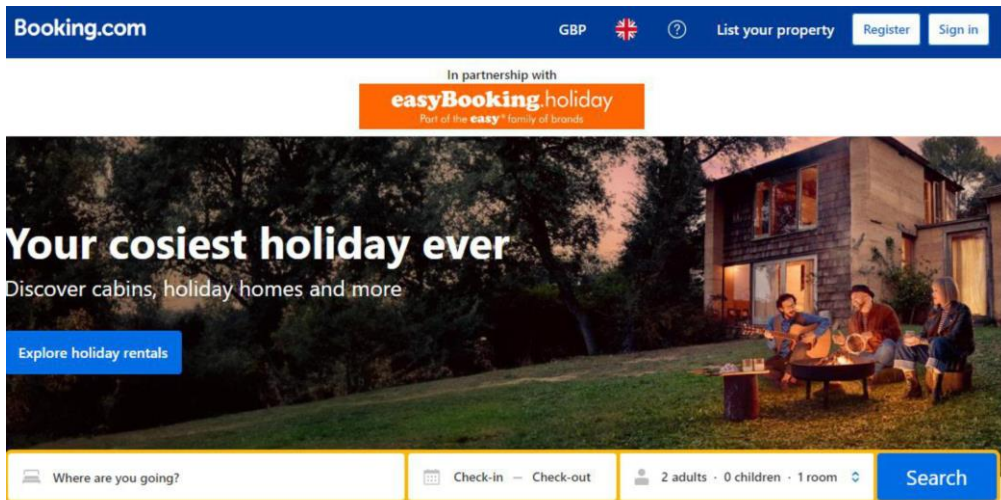 Booking.com
GBP
List your property
Register
Sign in
In partnership with
easyBooking.holiday
Part of the easy® family of brands
Your cosiest holiday ever
Discover cabins, holiday homes and more
Explore holiday rentals
Where are you going?
Check-in — Check-out
2 adults · 0 children · 1 room
Search